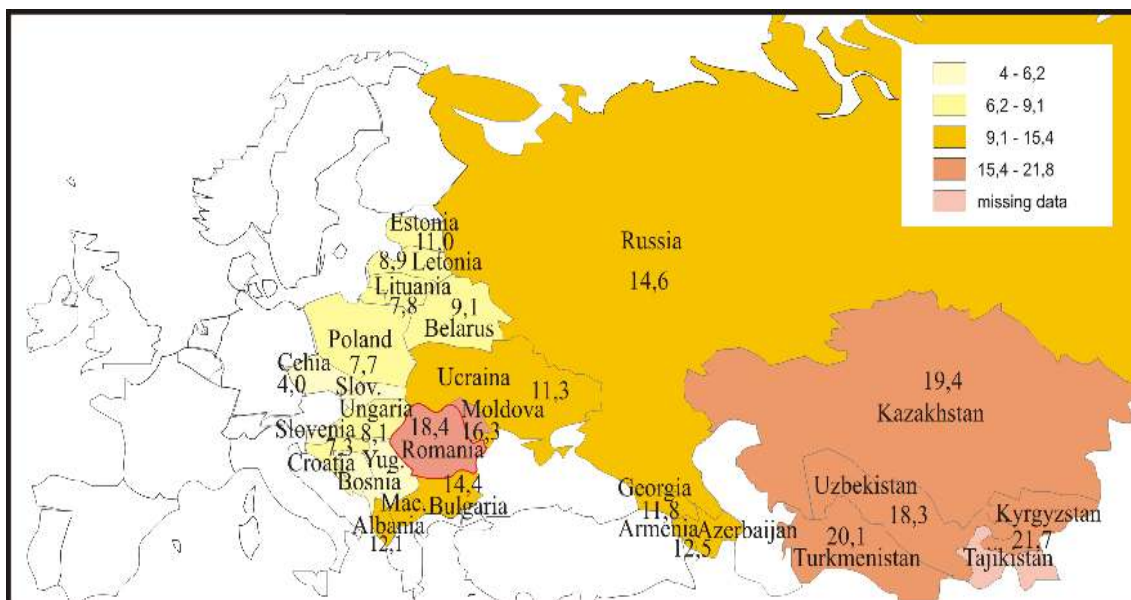 4 - 6,2
6,2 - 9,1
9,1 - 15,4
15,4 - 21,8
missing data
Estonia
11,0
8,9 Letonia
Lituania
7,8
9,1
Belarus
Russia
14,6
Poland
7,7
Cehia
4,0
Slov.
Ucraina
11,3
Ungaria
Moldova
Slovenia
8,1
18,4
16,3
7,3
Romania
Croatia
Yug.
Bosnia
14,4
Mac.
Bulgaria
Albania
12,1
19,4
Kazakhstan
Georgia
11,8
Armenia
Azerbaijan
12,5
Uzbekistan
18,3
Kyrgyzstan
21,7
20,1
Turkmenistan
Tajikistan